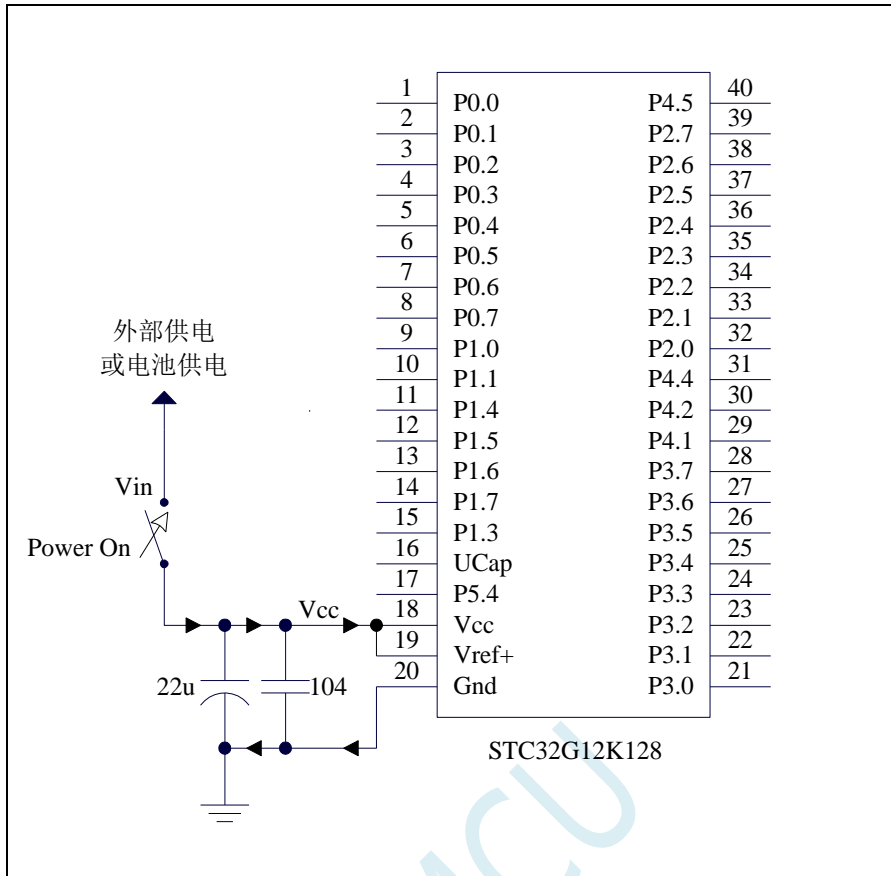 1 P0.0 P4.5 40
2 P0.1 P2.7 39
3 P0.2 P2.6 38
4 P0.3 P2.5 37
5 P0.4 P2.4 36
6 P0.5 P2.3 35
7 P0.6 P2.2 34
8 P0.7 P2.1 33
9 P1.0 P2.0 32
10 P1.1 P4.4 31
11 P1.4 P4.2 30
12 P1.5 P4.1 29
13 P1.6 P3.7 28
14 P1.7 P3.6 27
15 P1.3 P3.5 26
16 UCap P3.4 25
17 P5.4 P3.3 24
18 Vcc P3.2 23
19 Vref+ P3.1 22
20 Gnd P3.0 21
外部供电
或电池供电
Vin
Power On
Vcc
22u
104
STC32G12K128
MCU